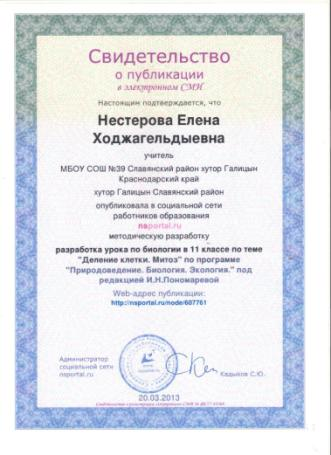 Свидетельство
о публикации
в электронном СМИ
Настоящим подтверждается, что
Нестерова Елена
Ходжагельдыевна
учитель
МБОУ СОШ №39 Славянский район хутор Галицын
Краснодарский край
хутор Галицын Славянский район
опубликовала в социальной сети
работников образования
nsportal.ru
методическую разработку
разработка урока по биологии в 11 классе по теме
"Деление клетки. Митоз" по программе
"Природоведение. Биология. Экология." под
редакцией И.Н.Пономаревой
Web-адрес публикации:
http://nsportal.ru/node/607761
Администратор
социальной сети
nsportal.ru
Кадыков С.Ю.
20.03.2013